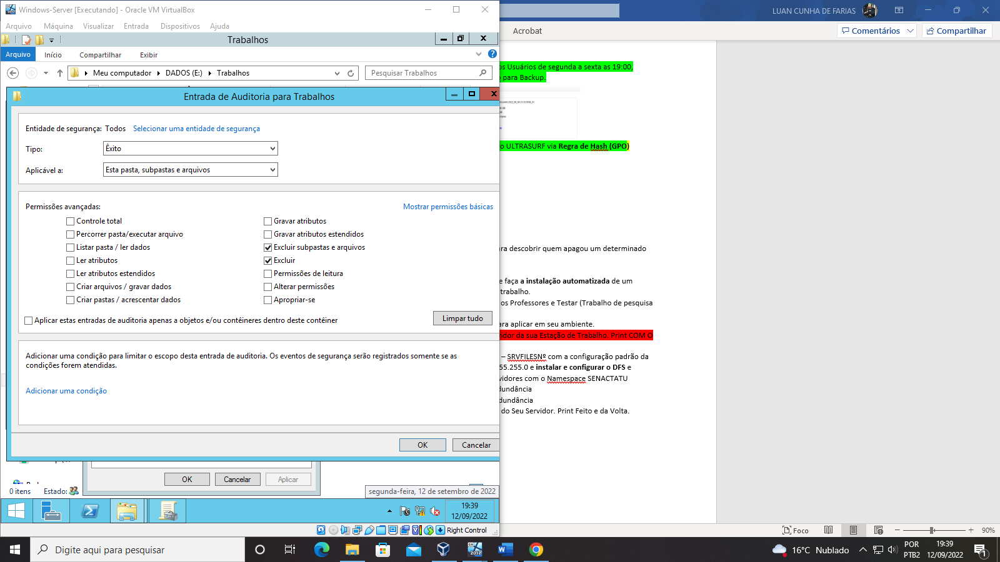 Windows-Server [Executando] - Oracle VM VirtualBox
Arquivo Máquina Visualizar Entrada Dispositivos Ajuda
Trabalhos
Arquivo Início Compartilhar Exibir
Meu computador DADOS (E:) Trabalhos
Pesquisar Trabalhos
Entrada de Auditoria para Trabalhos
Entidade de segurança: Todos Selecionar uma entidade de segurança
Tipo: Êxito
Aplicável a: Esta pasta, subpastas e arquivos
Permissões avançadas: Mostrar permissões básicas
Controle total Gravar atributos
Percorrer pasta/executar arquivo Gravar atributos estendidos
Listar pasta / ler dados Excluir subpastas e arquivos
Ler atributos Excluir
Ler atributos estendidos Permissões de leitura
Criar arquivos / gravar dados Alterar permissões
Criar pastas / acrescentar dados Apropriar-se
Aplicar estas entradas de auditoria apenas a objetos e/ou contêineres dentro deste contêiner
Limpar tudo
Adicionar uma condição para limitar o escopo desta entrada de auditoria. Os eventos de segurança serão registrados somente se as
condições forem atendidas.
Adicionar uma condição
OK Cancelar
OK Cancelar Aplicar
0 itens Estado:
segunda-feira, 12 de setembro de 2022
19:39
12/09/2022
Right Control
LUAN CUNHA DE FARIAS
Acrobat Comentários Compartilhar
os Usuários de segunda a sexta as 19:00,
o para Backup.
o ULTRASURF via Regra de Hash (GPO)
ara descobrir quem apagou um determinado
e faça a instalação automatizada de um
trabalho.
os Professores e Testar (Trabalho de pesquisa
ara aplicar em seu ambiente.
vidor da sua Estação de Trabalho. Print COM O
– SRVFILESNº com a configuração padrão da
55.255.0 e instalar e configurar o DFS e
vidores com o Namespace SENACTATU
dundância
dundância
do Seu Servidor. Print Feito e da Volta.
Foco 90%
Digite aqui para pesquisar
16°C Nublado
POR
PTB2
19:39
12/09/2022
1